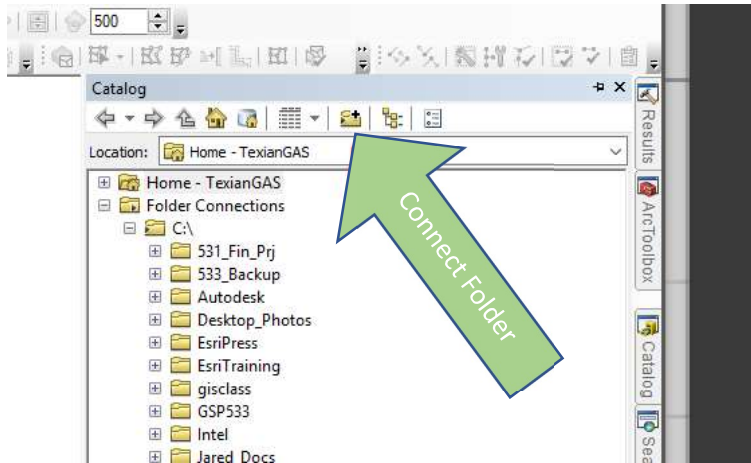 500
Catalog
Location: Home - TexianGAS
Home - TexianGAS
Folder Connections
C:\
531_Fin_Prj
533_Backup
Autodesk
Desktop_Photos
EsriPress
EsriTraining
gisclass
GSP533
Intel
Jared_Docs
Connect Folder
Results
ArcToolbox
Catalog
Sea